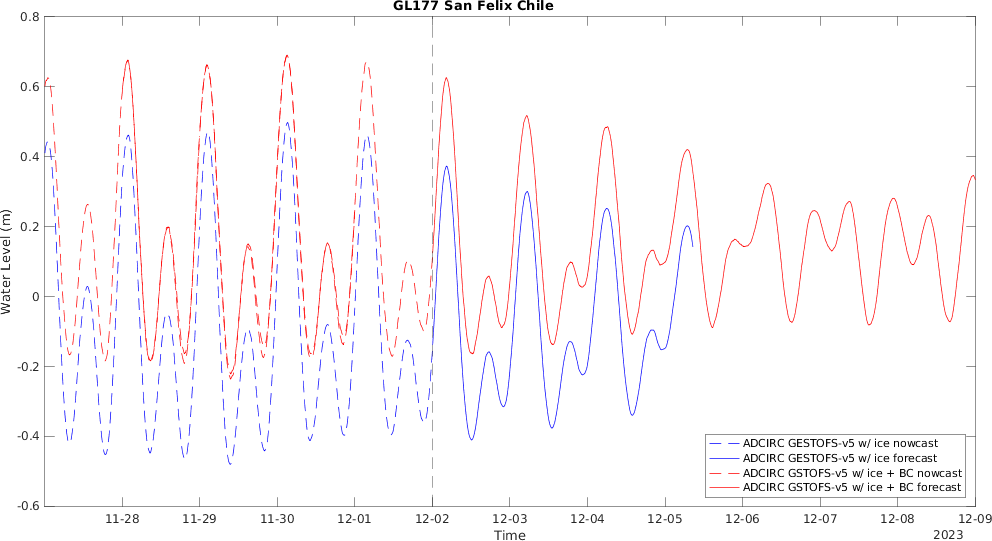 GL177 San Felix Chile
0.8
0.6
0.4
0.2
0
-0.2
-0.4
-0.6
Water Level (m)
ADCIRC GESTOFS-v5 w/ ice nowcast
ADCIRC GESTOFS-v5 w/ ice forecast
ADCIRC GSTOFS-v5 w/ ice + BC nowcast
ADCIRC GSTOFS-v5 w/ ice + BC forecast
11-28 11-29 11-30 12-01 12-02 12-03 12-04 12-05 12-06 12-07 12-08 12-09
Time 2023